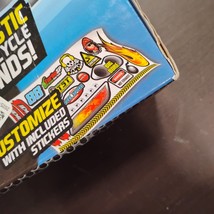 STIC
CYCLE
NDS!
CUSTOMIZE
WITH INCLUDED
STICKERS